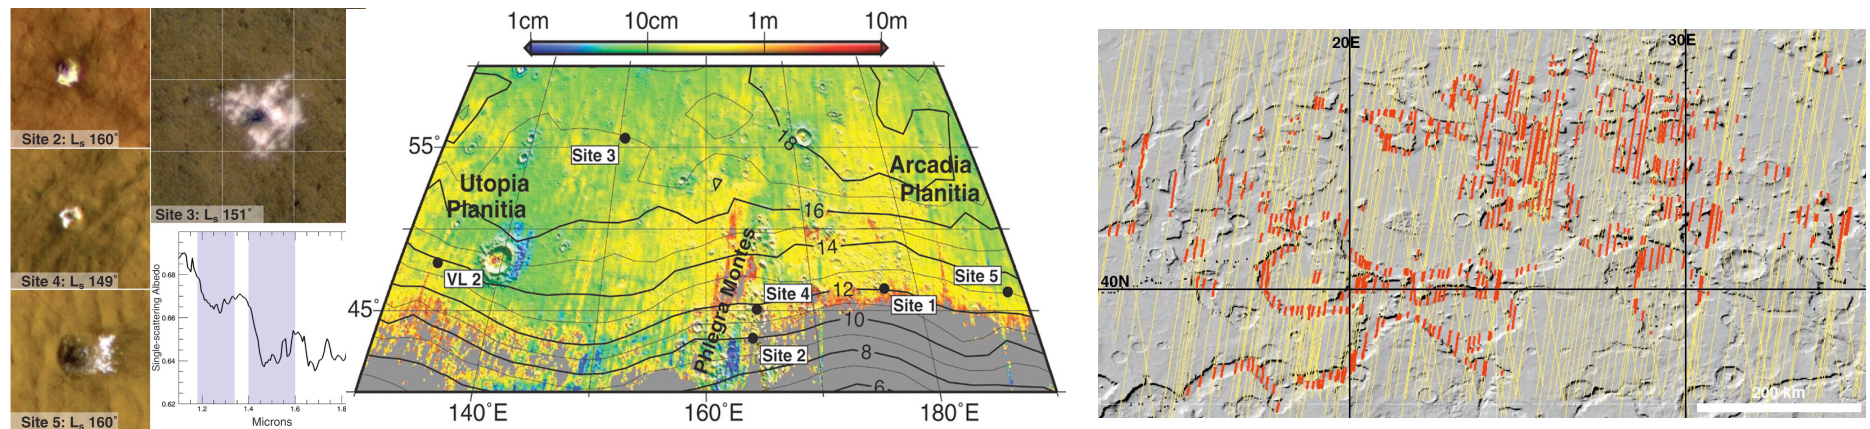 Site 2: Ls 160°
Site 4: Ls 149°
Site 5: Ls 160°
Site 3: Ls 151°
Single-scattering Albedo
0.68
0.66
0.64
0.62
1.2 1.4 1.6 1.8
Microns
1cm 10cm 1m 10m
55°
45°
140°E 160°E 180°E
Site 3
18
Arcadia
Planitia
Utopia
Planitia
16
14
VL 2
Phlegra Montes
Site 5
Site 4
12
Site 1
10
Site 2
8
6
20E 30E
40N
200 km